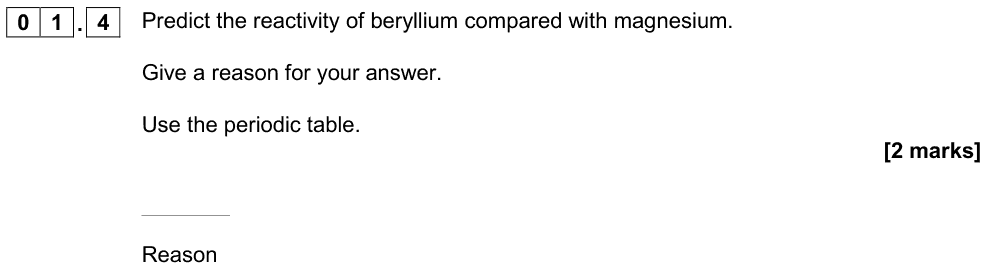 0 1 . 4 Predict the reactivity of beryllium compared with magnesium.
Give a reason for your answer.
Use the periodic table.
[2 marks]
Reason